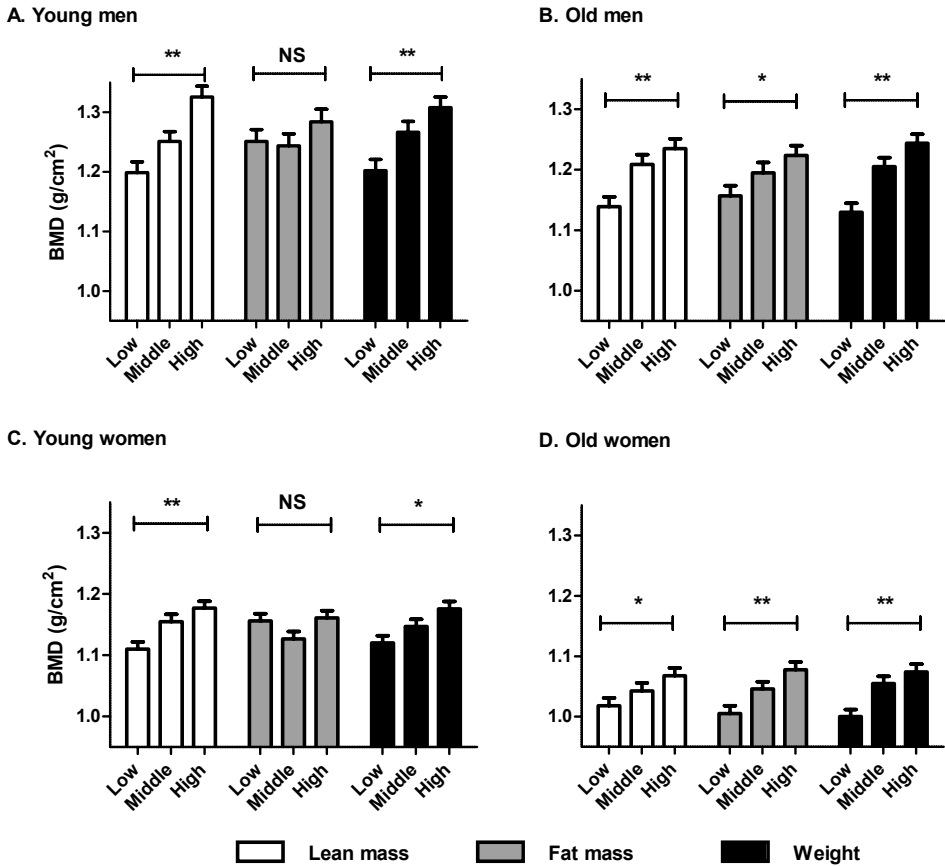 A. Young men
B. Old men
** NS **
** * **
1.3
1.2
1.1
1.0
BMD (g/cm²)
1.3
1.2
1.1
1.0
Low Middle High Low Middle High Low Middle High
Low Middle High Low Middle High Low Middle High
C. Young women
D. Old women
** NS *
* ** **
1.3
1.2
1.1
1.0
BMD (g/cm²)
1.3
1.2
1.1
1.0
Low Middle High Low Middle High Low Middle High
Low Middle High Low Middle High Low Middle High
Lean mass Fat mass Weight